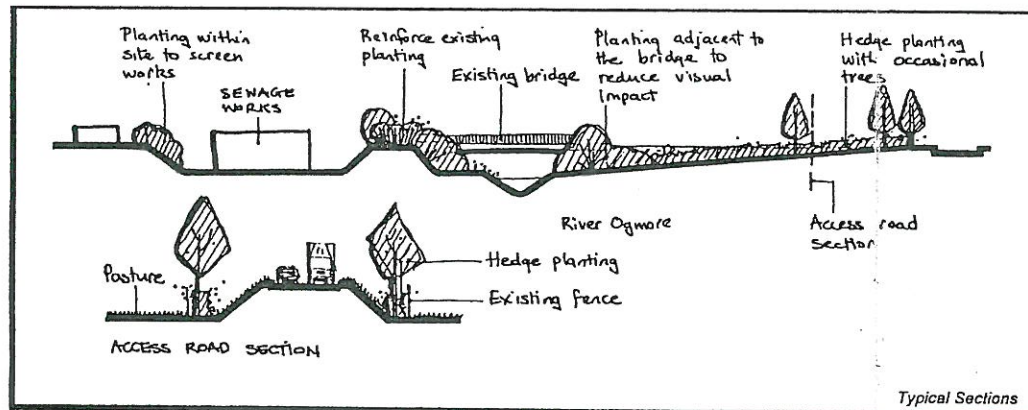 Planting within
site to screen
works
SEWAGE
WORKS
Reinforce existing
planting
Existing bridge
Planting adjacent to
the bridge to
reduce visual
impact
Hedge planting
with occasional
trees
River Ogmore
Access road
section
Pasture
Hedge planting
Existing fence
ACCESS ROAD SECTION
Typical Sections